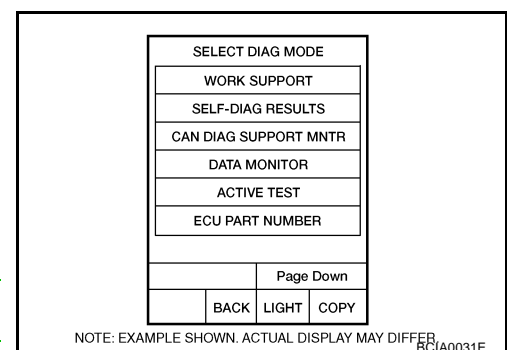 SELECT DIAG MODE
WORK SUPPORT
SELF-DIAG RESULTS
CAN DIAG SUPPORT MNTR
DATA MONITOR
ACTIVE TEST
ECU PART NUMBER
Page Down
BACK LIGHT COPY
NOTE: EXAMPLE SHOWN. ACTUAL DISPLAY MAY DIFFER.
BCIA0031E